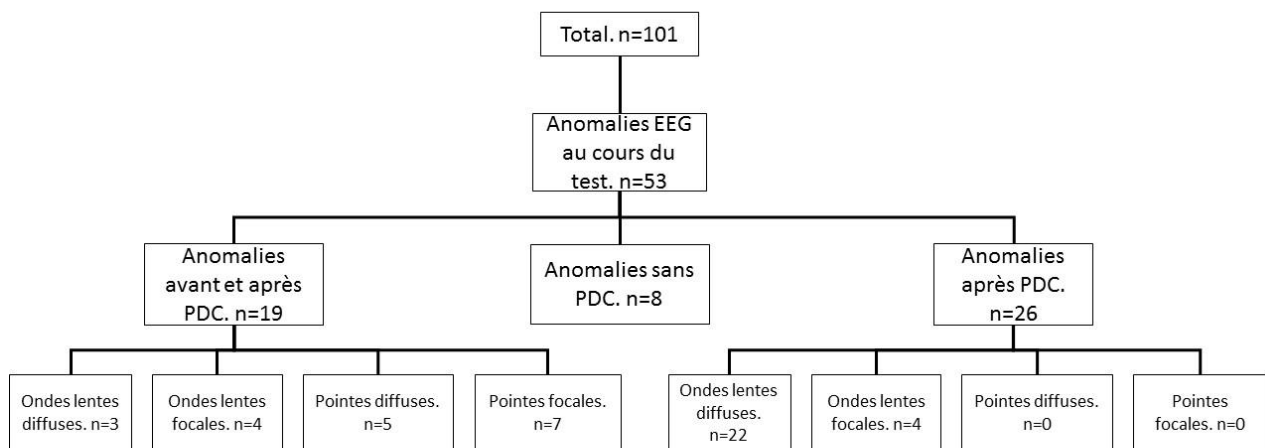 Total. n=101
Anomalies EEG
au cours du
test. n=53
Anomalies
avant et après
PDC. n=19
Anomalies sans
PDC. n=8
Anomalies
après PDC.
n=26
Ondes lentes
diffuses. n=3
Ondes lentes
focales. n=4
Pointes diffuses.
n=5
Pointes focales.
n=7
Ondes lentes
diffuses.
n=22
Ondes lentes
focales. n=4
Pointes diffuses.
n=0
Pointes
focales. n=0